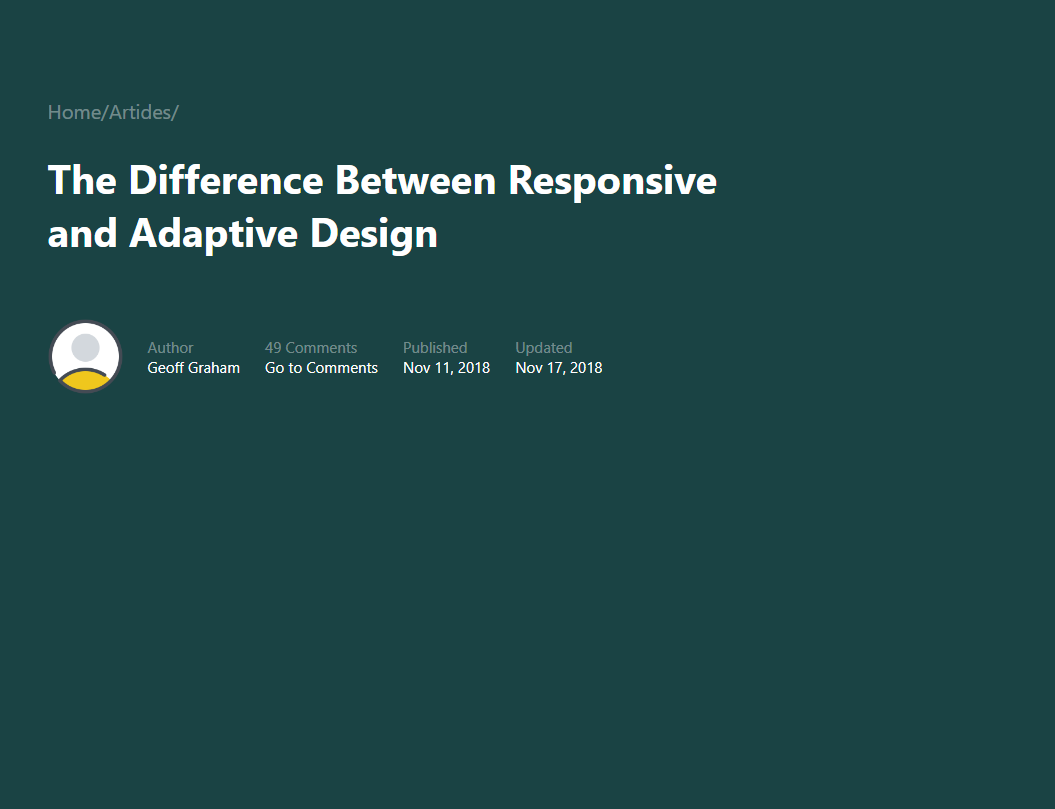 Home/Artides/
The Difference Between Responsive
and Adaptive Design
Author
Geoff Graham
49 Comments
Go to Comments
Published
Nov 11, 2018
Updated
Nov 17, 2018